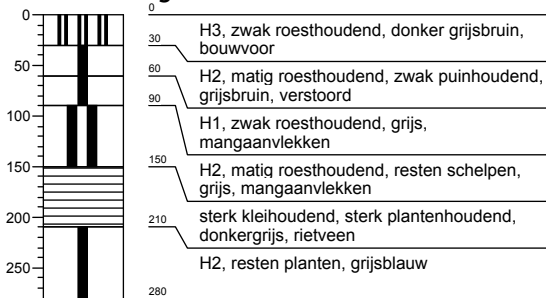 0
50
100
150
200
250
0
H3, zwak roesthoudend, donker grijsbruin,
bouwvoor
30
H2, matig roesthoudend, zwak puinhoudend,
grijsbruin, verstoord
60
H1, zwak roesthoudend, grijs,
mangaanvlekken
90
H2, matig roesthoudend, resten schelpen,
grijs, mangaanvlekken
150
sterk kleihoudend, sterk plantenhoudend,
donkergrijs, rietveen
210
H2, resten planten, grijsblauw
280